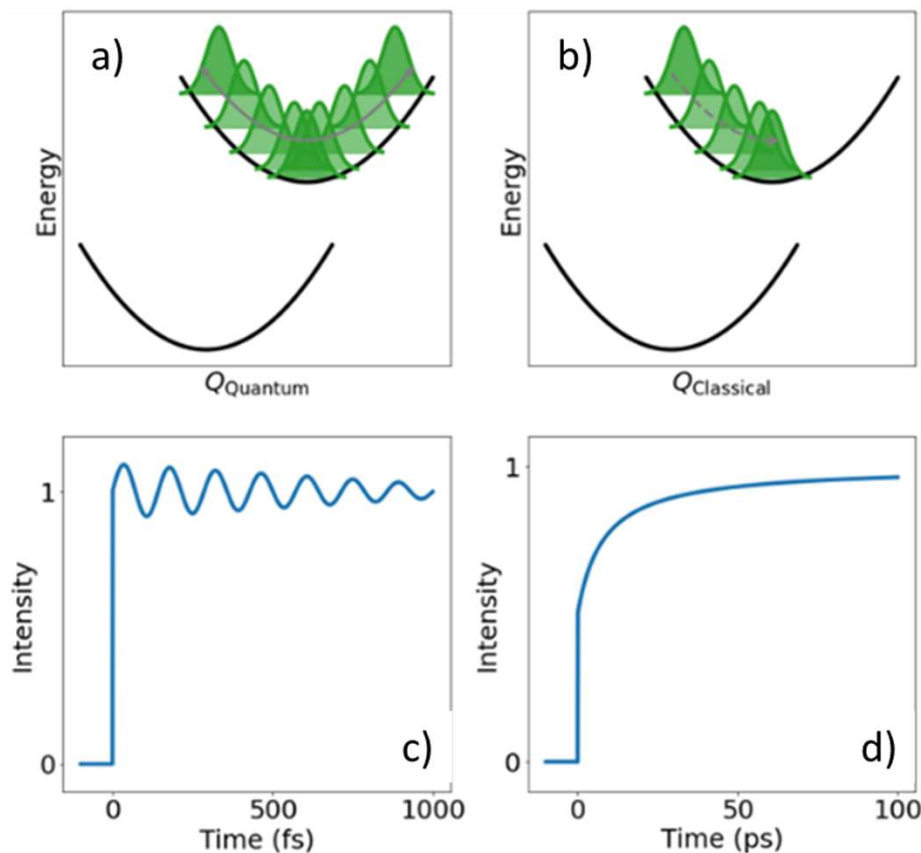 a)
Energy
Q_Quantum
b)
Energy
Q_Classical
c)
Intensity
1
0
0
500
1000
Time (fs)
d)
Intensity
1
0
0
50
100
Time (ps)